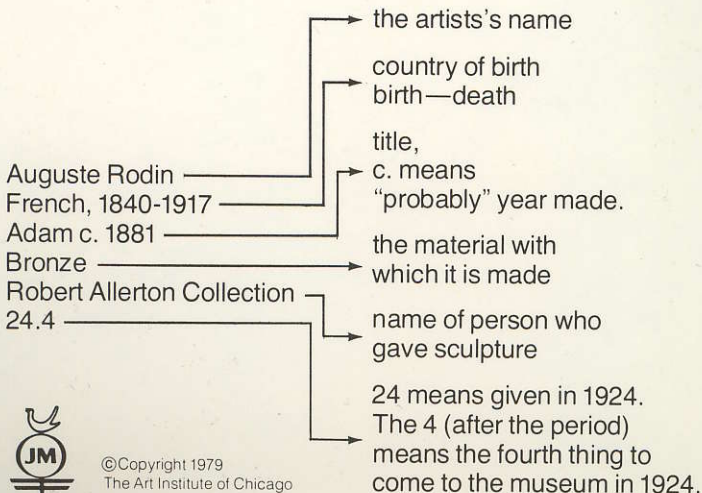 the artists's name
country of birth
birth—death
title,
c. means
"probably" year made.
Auguste Rodin
French, 1840-1917
Adam c. 1881
Bronze
Robert Allerton Collection
24.4
the material with
which it is made
name of person who
gave sculpture
24 means given in 1924.
The 4 (after the period)
means the fourth thing to
come to the museum in 1924.
JM
©Copyright 1979
The Art Institute of Chicago